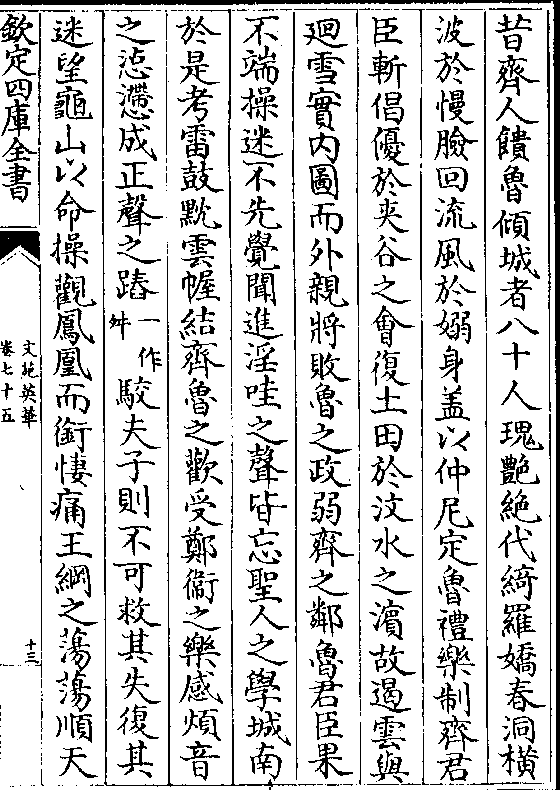 昔齊人饋魯傾城者八十人瑰艷絶代綺羅嬌春洞橫
波於慢臉回流風於嫋身盖以仲尼定魯禮樂制齊君
臣斬倡優於夾谷之會復土田於汶水之濆故遏雲與
廻雪實内圖而外親將敗魯之政弱齊之鄰魯君臣果
不端操迷不先覺聞進淫哇之聲皆忘聖人之學城南
於是考雷鼓黕雲幄結齊魯之歡受鄭衞之樂感煩音
之惉懘成正聲之踳一作舛駮夫子則不可救其失復其
迷望龜山以命操觀鳳凰而銜悽痛王綱之蕩蕩順天
欽定四庫全書
文苑英華
卷七十五
十三